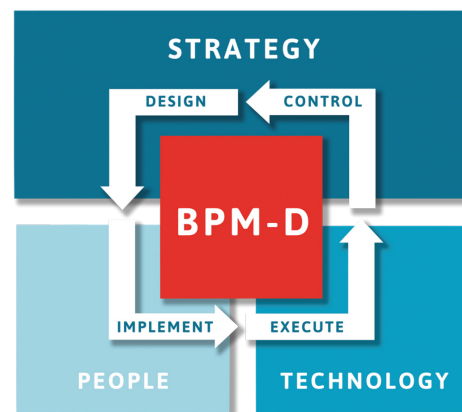 STRATEGY
DESIGN
CONTROL
BPM-D
IMPLEMENT
EXECUTE
PEOPLE
TECHNOLOGY